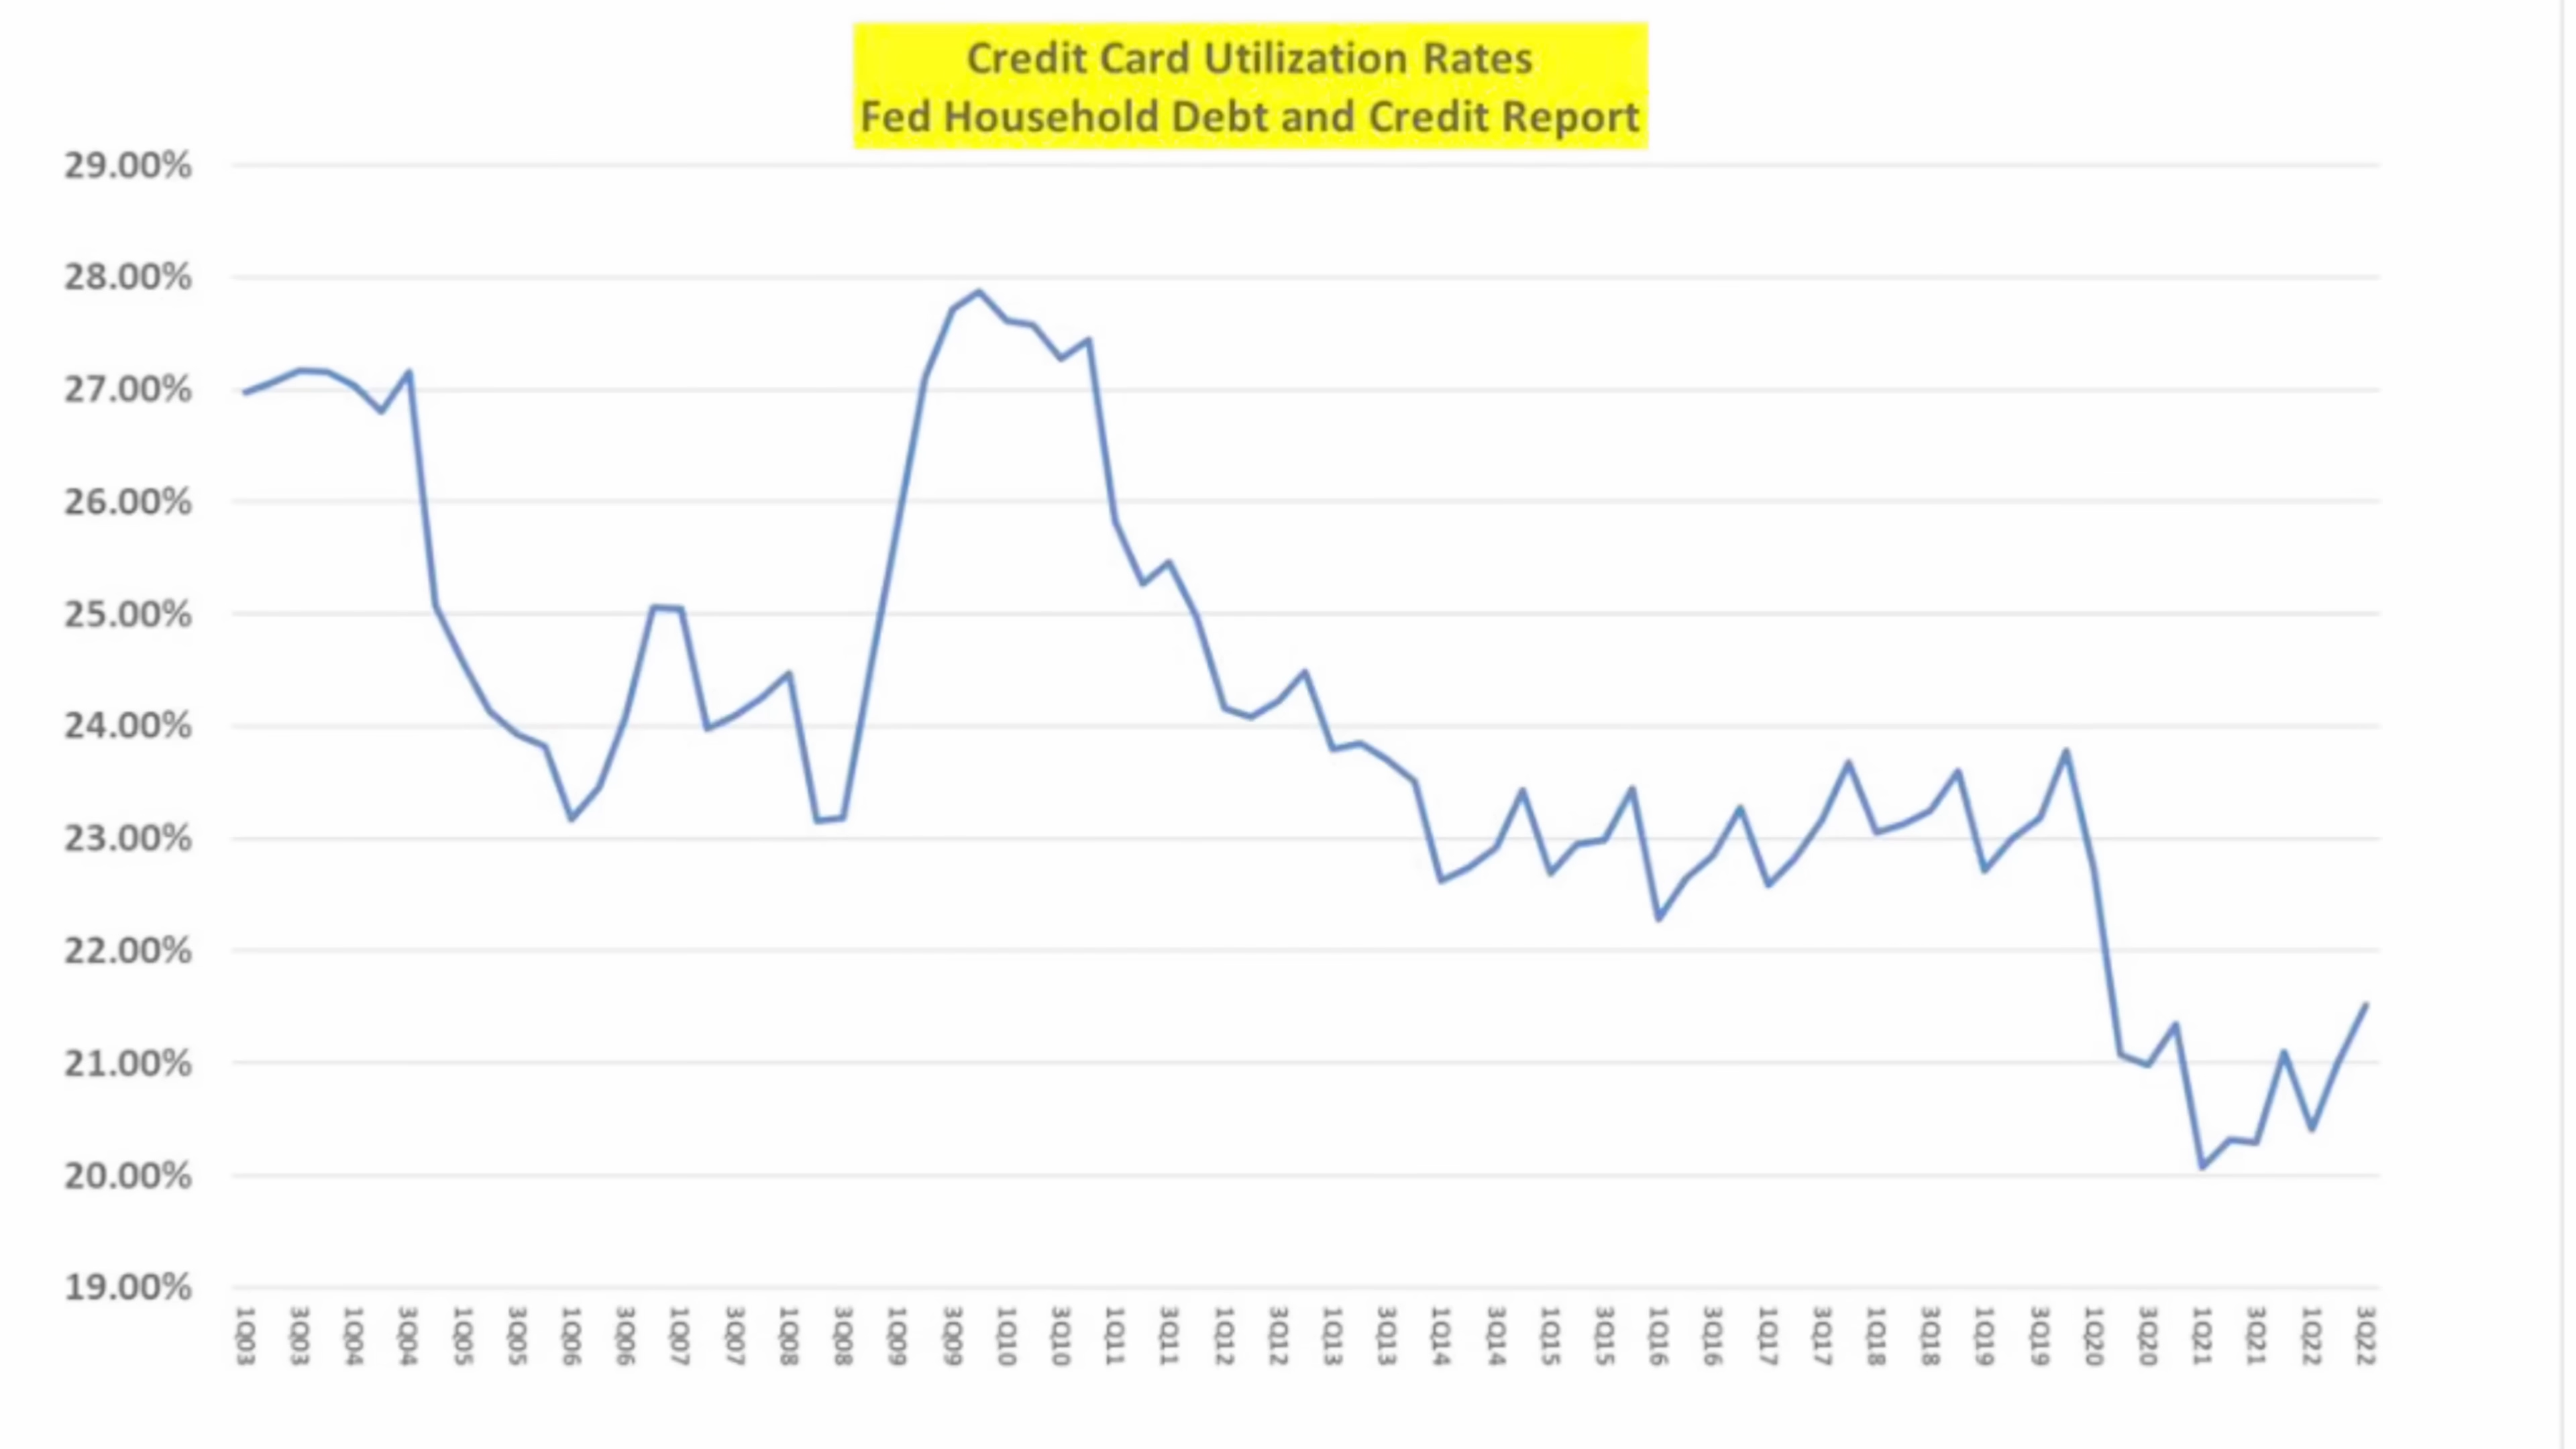 Credit Card Utilization Rates
Fed Household Debt and Credit Report
29.00%
28.00%
27.00%
26.00%
25.00%
24.00%
23.00%
22.00%
21.00%
20.00%
19.00%
1Q03
3Q03
1Q04
3Q04
1Q05
3Q05
1Q06
3Q06
1Q07
3Q07
1Q08
3Q08
1Q09
3Q09
1Q10
3Q10
1Q11
3Q11
1Q12
3Q12
1Q13
3Q13
1Q14
3Q14
1Q15
3Q15
1Q16
3Q16
1Q17
3Q17
1Q18
3Q18
1Q19
3Q19
1Q20
3Q20
1Q21
3Q21
1Q22
3Q22